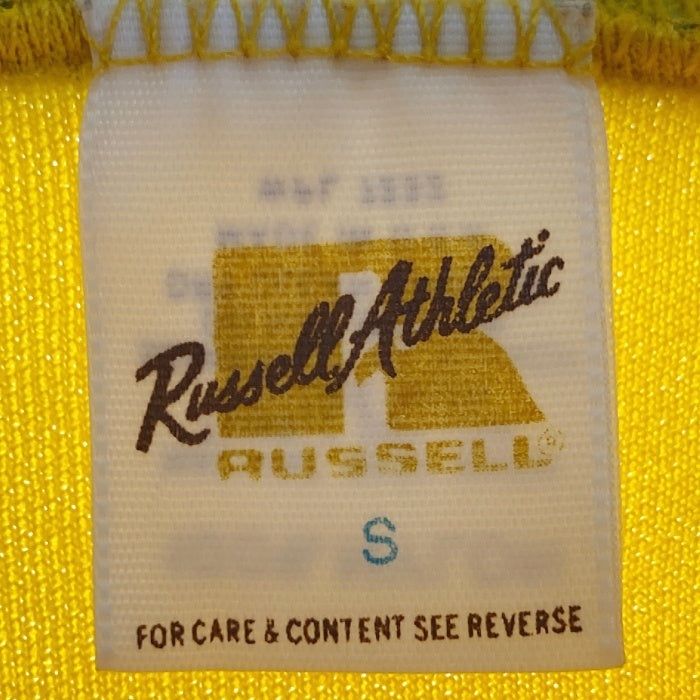 Russell Athletic
RUSSELL®
S
FOR CARE & CONTENT SEE REVERSE